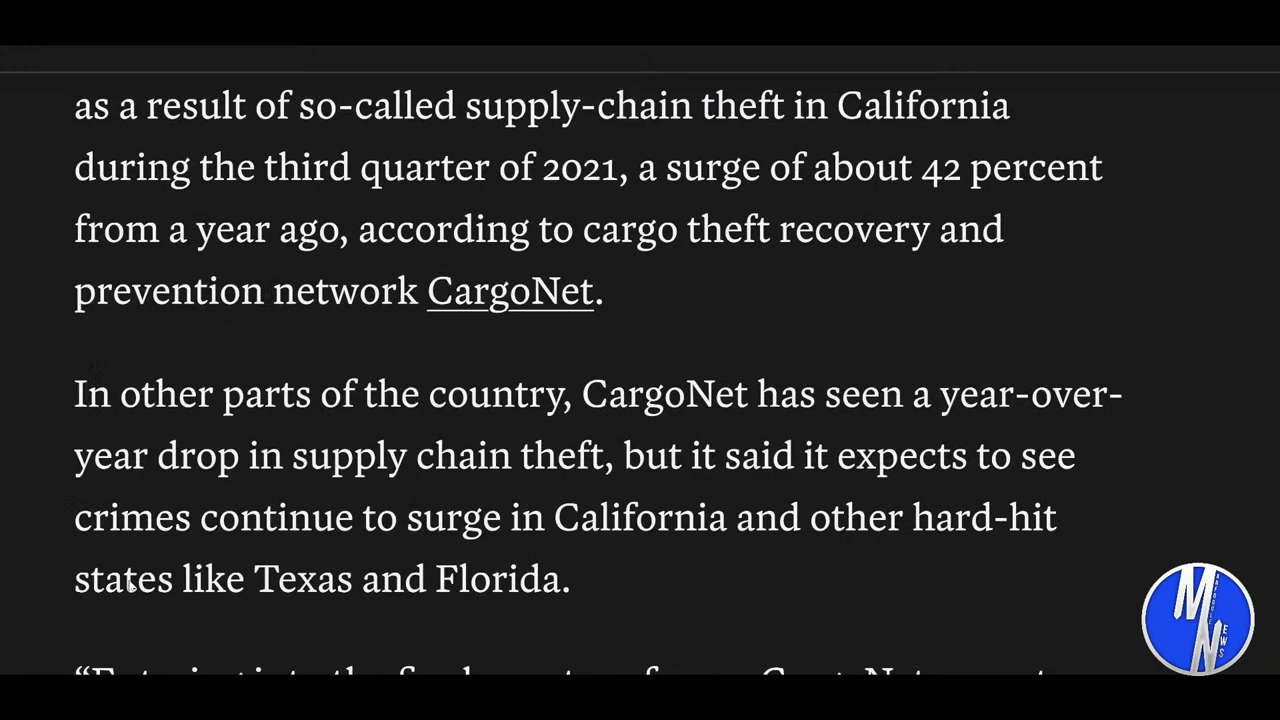 as a result of so-called supply-chain theft in California
during the third quarter of 2021, a surge of about 42 percent
from a year ago, according to cargo theft recovery and
prevention network CargoNet.
In other parts of the country, CargoNet has seen a year-over-
year drop in supply chain theft, but it said it expects to see
crimes continue to surge in California and other hard-hit
states like Texas and Florida.
M
N
EWS